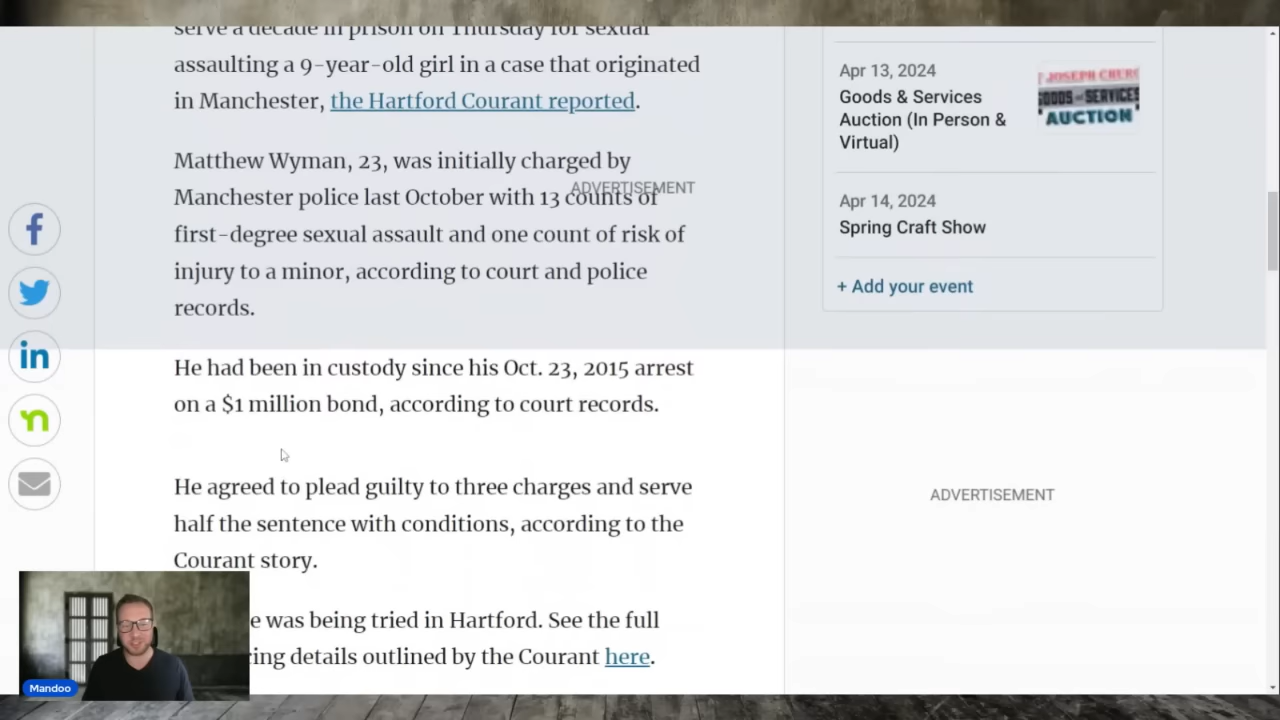 serve a decade in prison on Thursday for sexual
assaulting a 9-year-old girl in a case that originated
in Manchester, the Hartford Courant reported.
Matthew Wyman, 23, was initially charged by
ADVERTISEMENT
Manchester police last October with 13 counts of
first-degree sexual assault and one count of risk of
injury to a minor, according to court and police
records.
He had been in custody since his Oct. 23, 2015 arrest
on a $1 million bond, according to court records.
He agreed to plead guilty to three charges and serve
half the sentence with conditions, according to the
Courant story.
e was being tried in Hartford. See the full
cing details outlined by the Courant here.
Apr 13, 2024
Goods & Services
Auction (In Person &
Virtual)
GOODS & SERVICES
AUCTION
Apr 14, 2024
Spring Craft Show
+ Add your event
ADVERTISEMENT
Mandoo